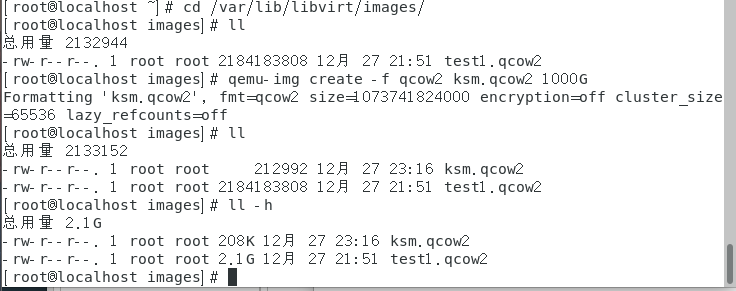 [root@localhost ~]# cd /var/lib/libvirt/images/
[root@localhost images]# ll
总用量 2132944
-rw-r--r--. 1 root root 2184183808 12月 27 21:51 test1.qcow2
[root@localhost images]# qemu-img create -f qcow2 ksm.qcow2 1000G
Formatting 'ksm.qcow2', fmt=qcow2 size=1073741824000 encryption=off cluster_size
=65536 lazy_refcounts=off
[root@localhost images]# ll
总用量 2133152
-rw-r--r--. 1 root root     212992 12月 27 23:16 ksm.qcow2
-rw-r--r--. 1 root root 2184183808 12月 27 21:51 test1.qcow2
[root@localhost images]# ll -h
总用量 2.1G
-rw-r--r--. 1 root root 208K 12月 27 23:16 ksm.qcow2
-rw-r--r--. 1 root root 2.1G 12月 27 21:51 test1.qcow2
[root@localhost images]#